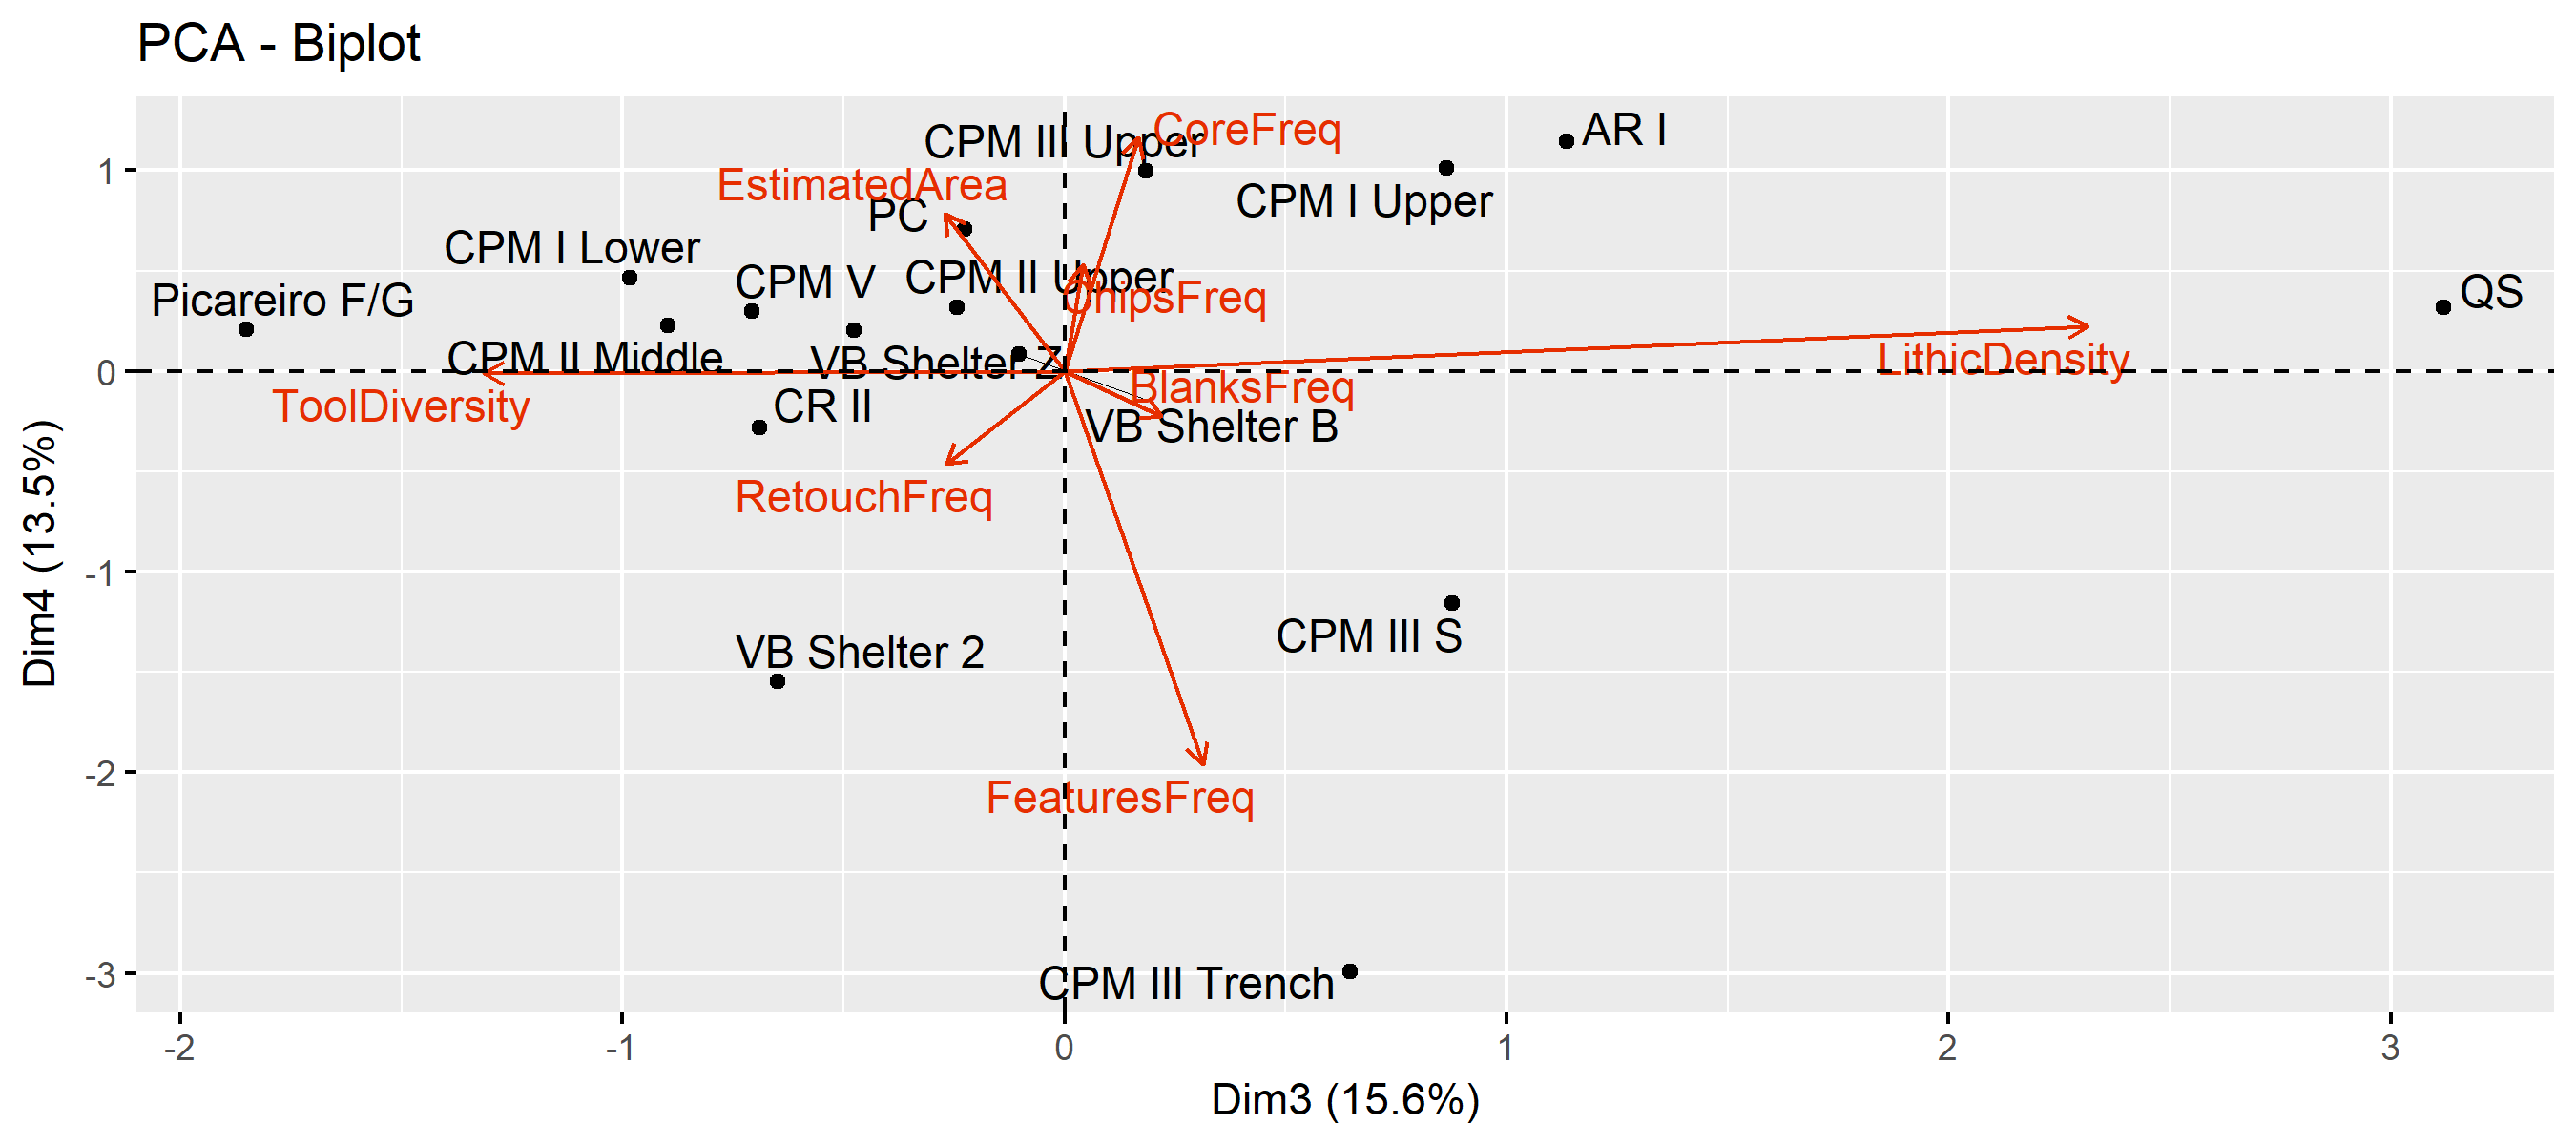 PCA - Biplot
CPM III Upper
CoreFreq
AR I
EstimatedArea
PC
CPM I Upper
CPM I Lower
CPM V
CPM II Upper
Picareiro F/G
ChipsFreq
QS
CPM II Middle
VB Shelter Z
LithicDensity
BlanksFreq
ToolDiversity
CR II
VB Shelter B
RetouchFreq
CPM III S
VB Shelter 2
FeaturesFreq
CPM III Trench
1
0
-1
-2
-3
Dim4 (13.5%)
-2
-1
0
1
2
3
Dim3 (15.6%)